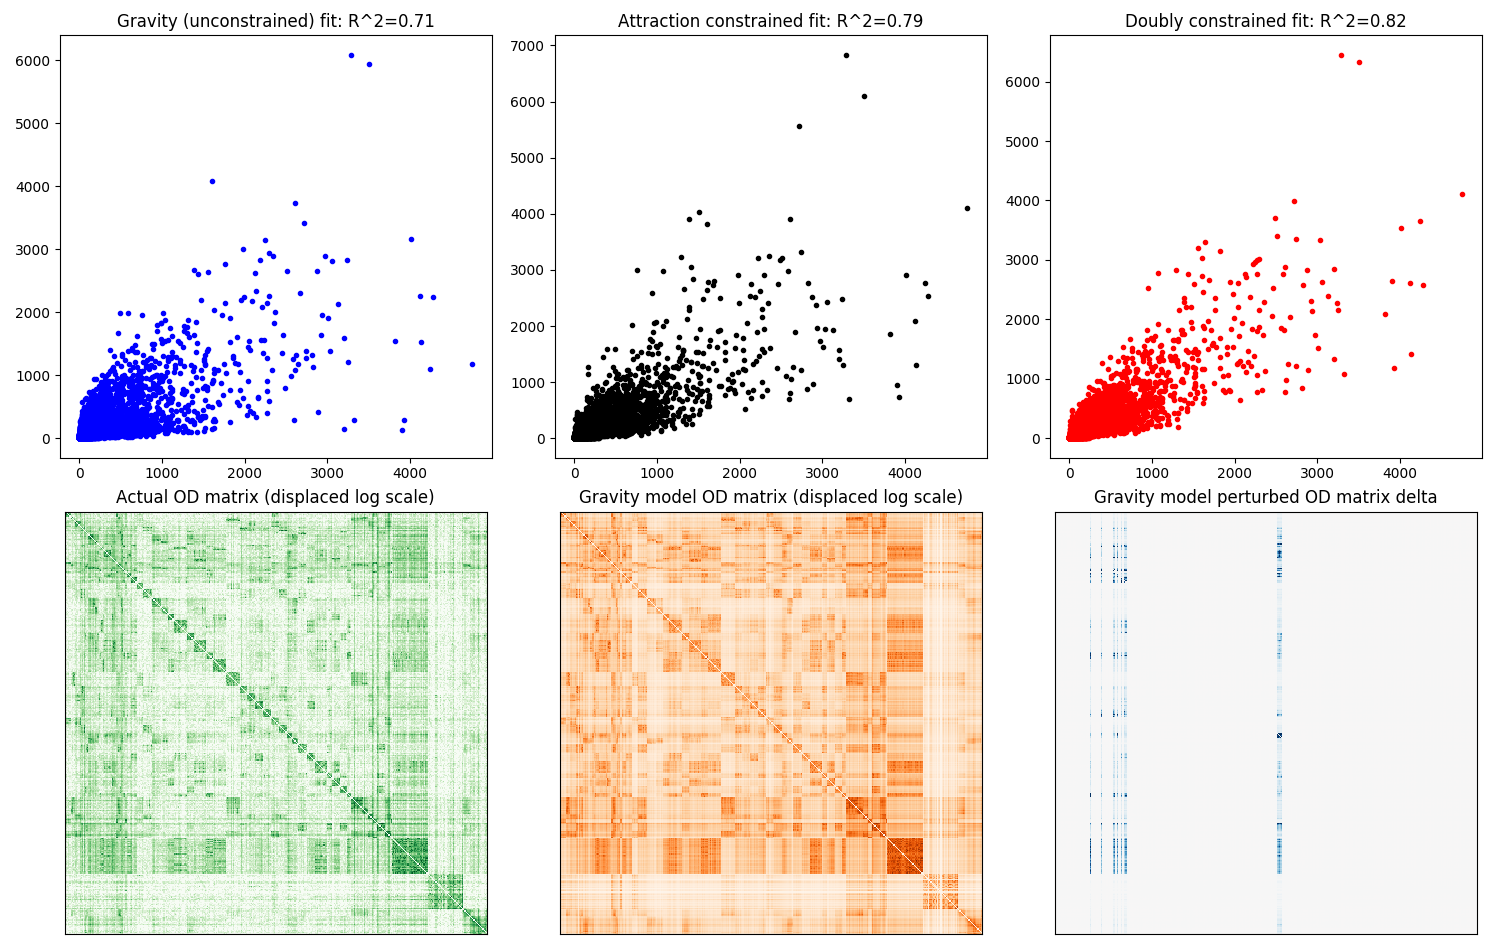 Gravity (unconstrained) fit: R^2=0.71
6000
5000
4000
3000
2000
1000
0
0 1000 2000 3000 4000
Attraction constrained fit: R^2=0.79
7000
6000
5000
4000
3000
2000
1000
0
0 1000 2000 3000 4000
Doubly constrained fit: R^2=0.82
6000
5000
4000
3000
2000
1000
0
0 1000 2000 3000 4000
Actual OD matrix (displaced log scale)
Gravity model OD matrix (displaced log scale)
Gravity model perturbed OD matrix delta